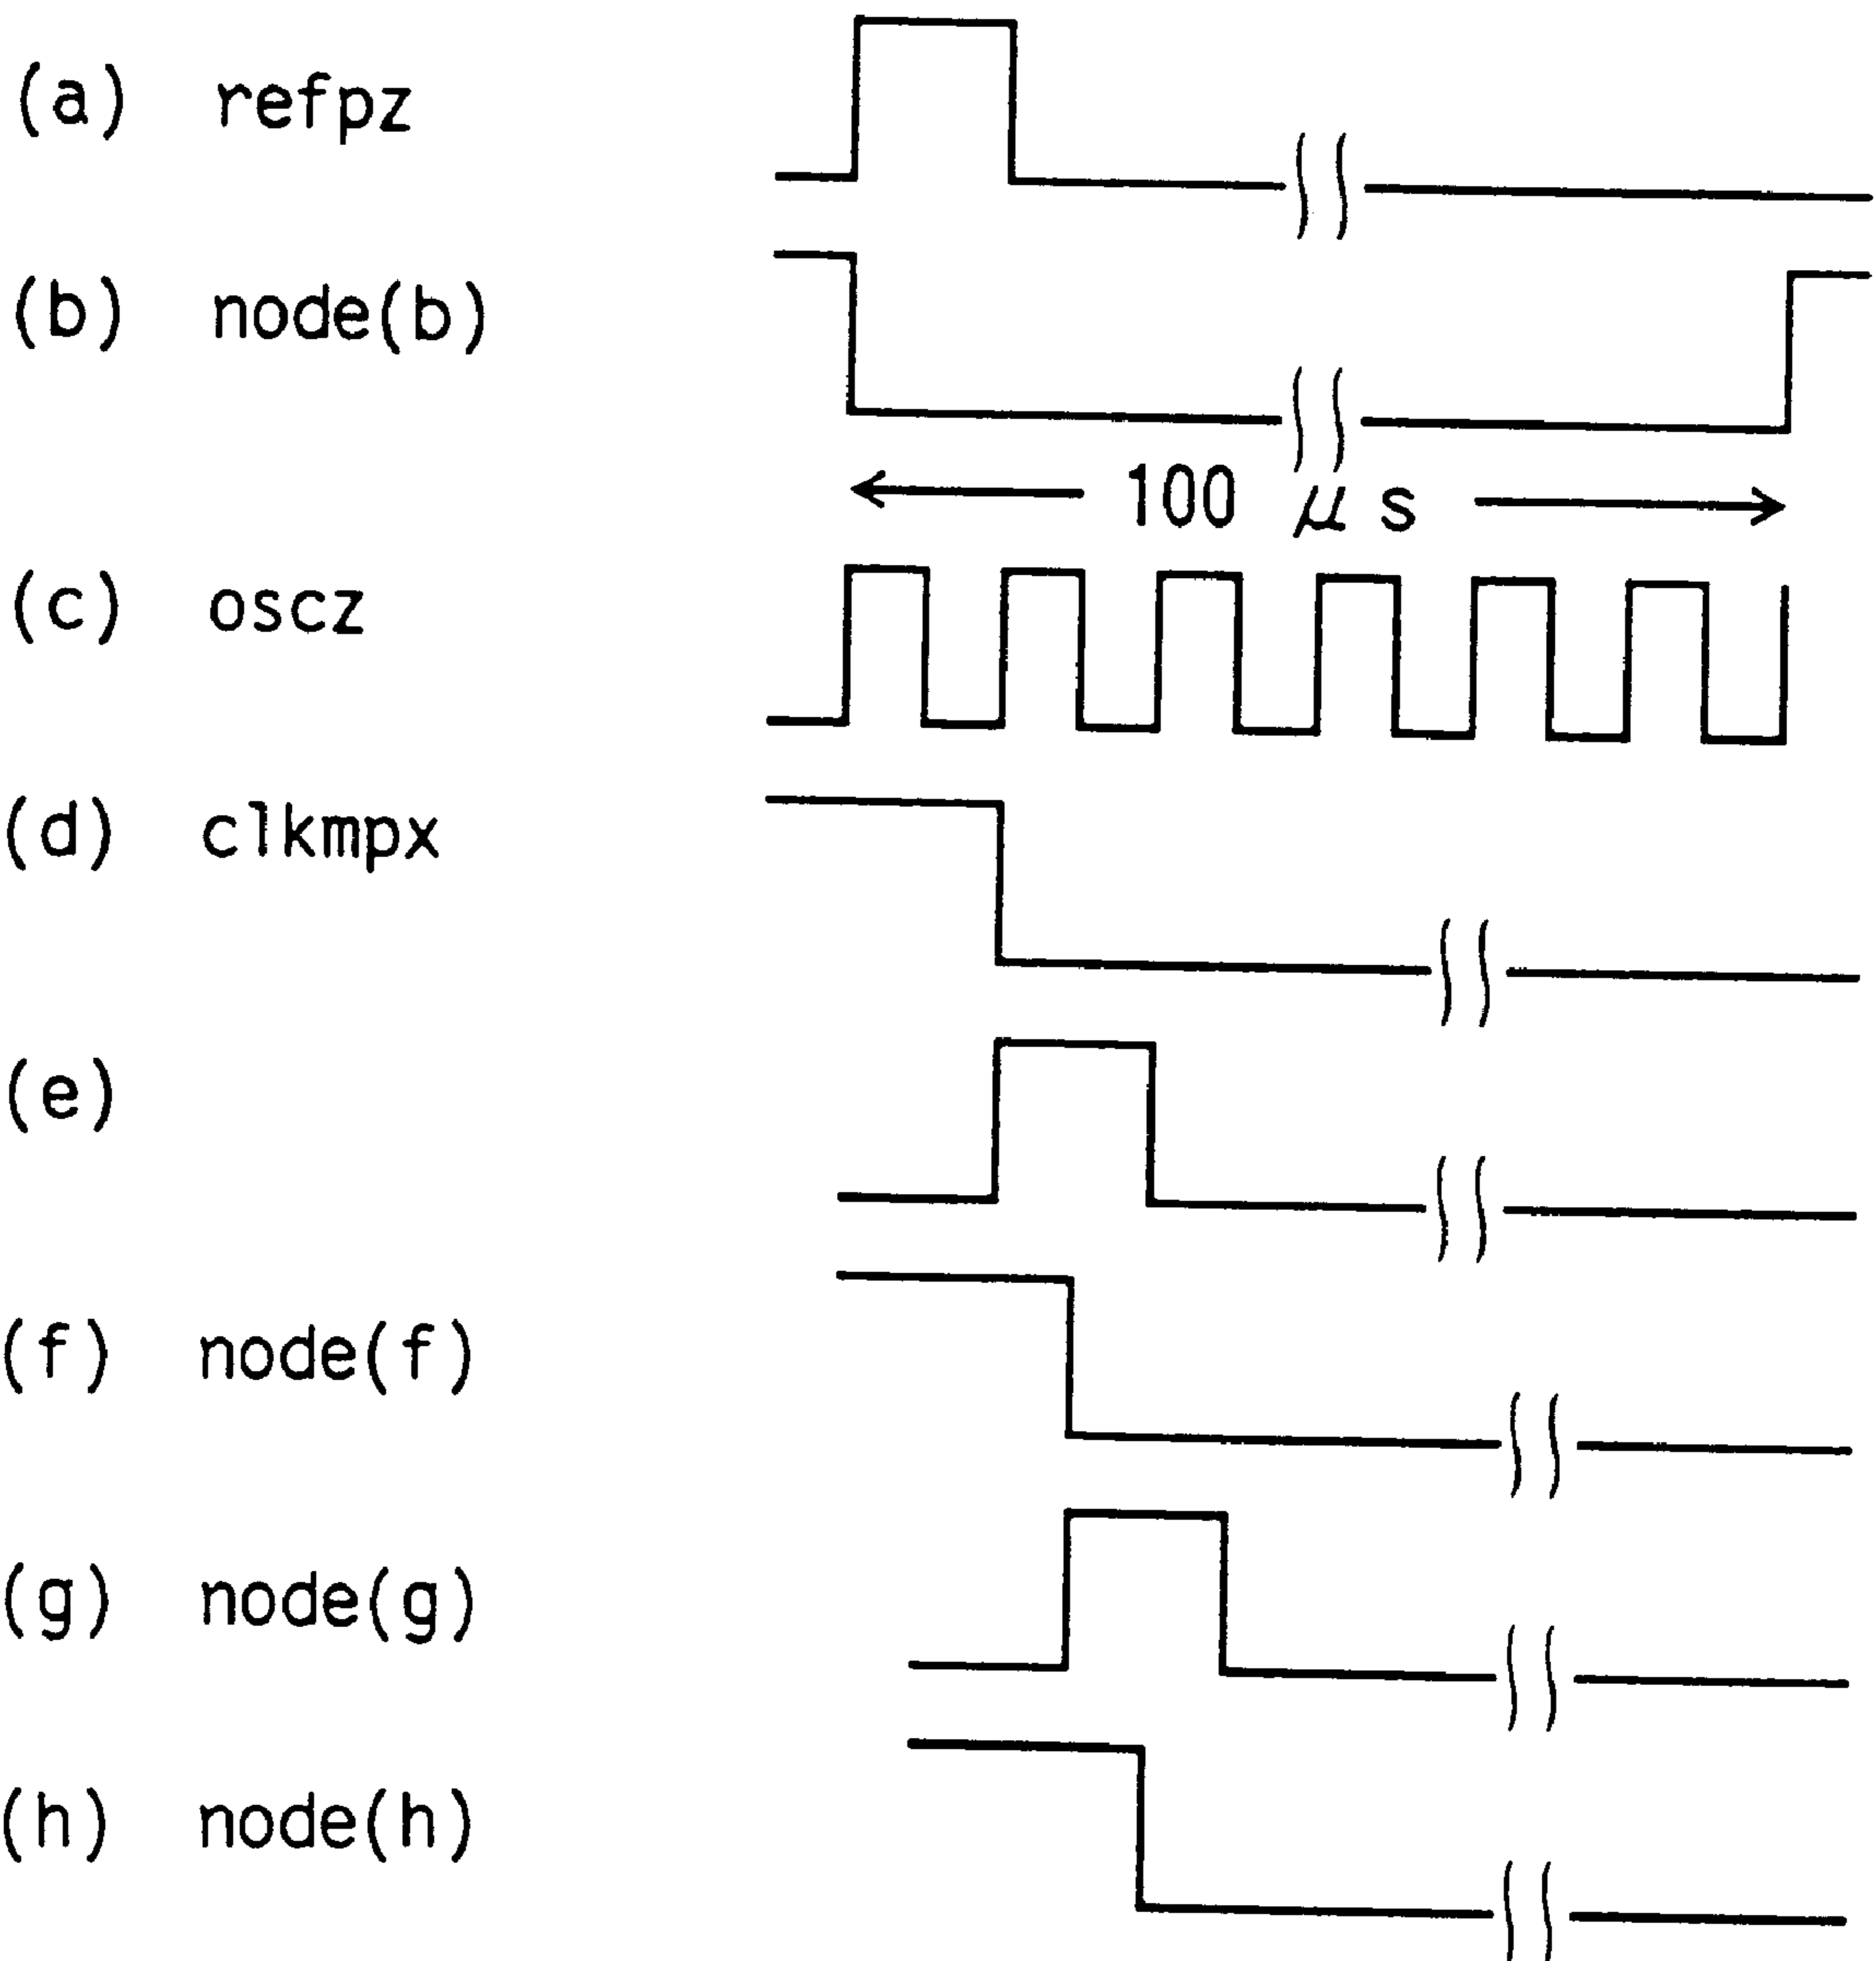 (a) refpz
(b) node(b)
100 μs
(c) oscz
(d) clkmpx
(e)
(f) node(f)
(g) node(g)
(h) node(h)